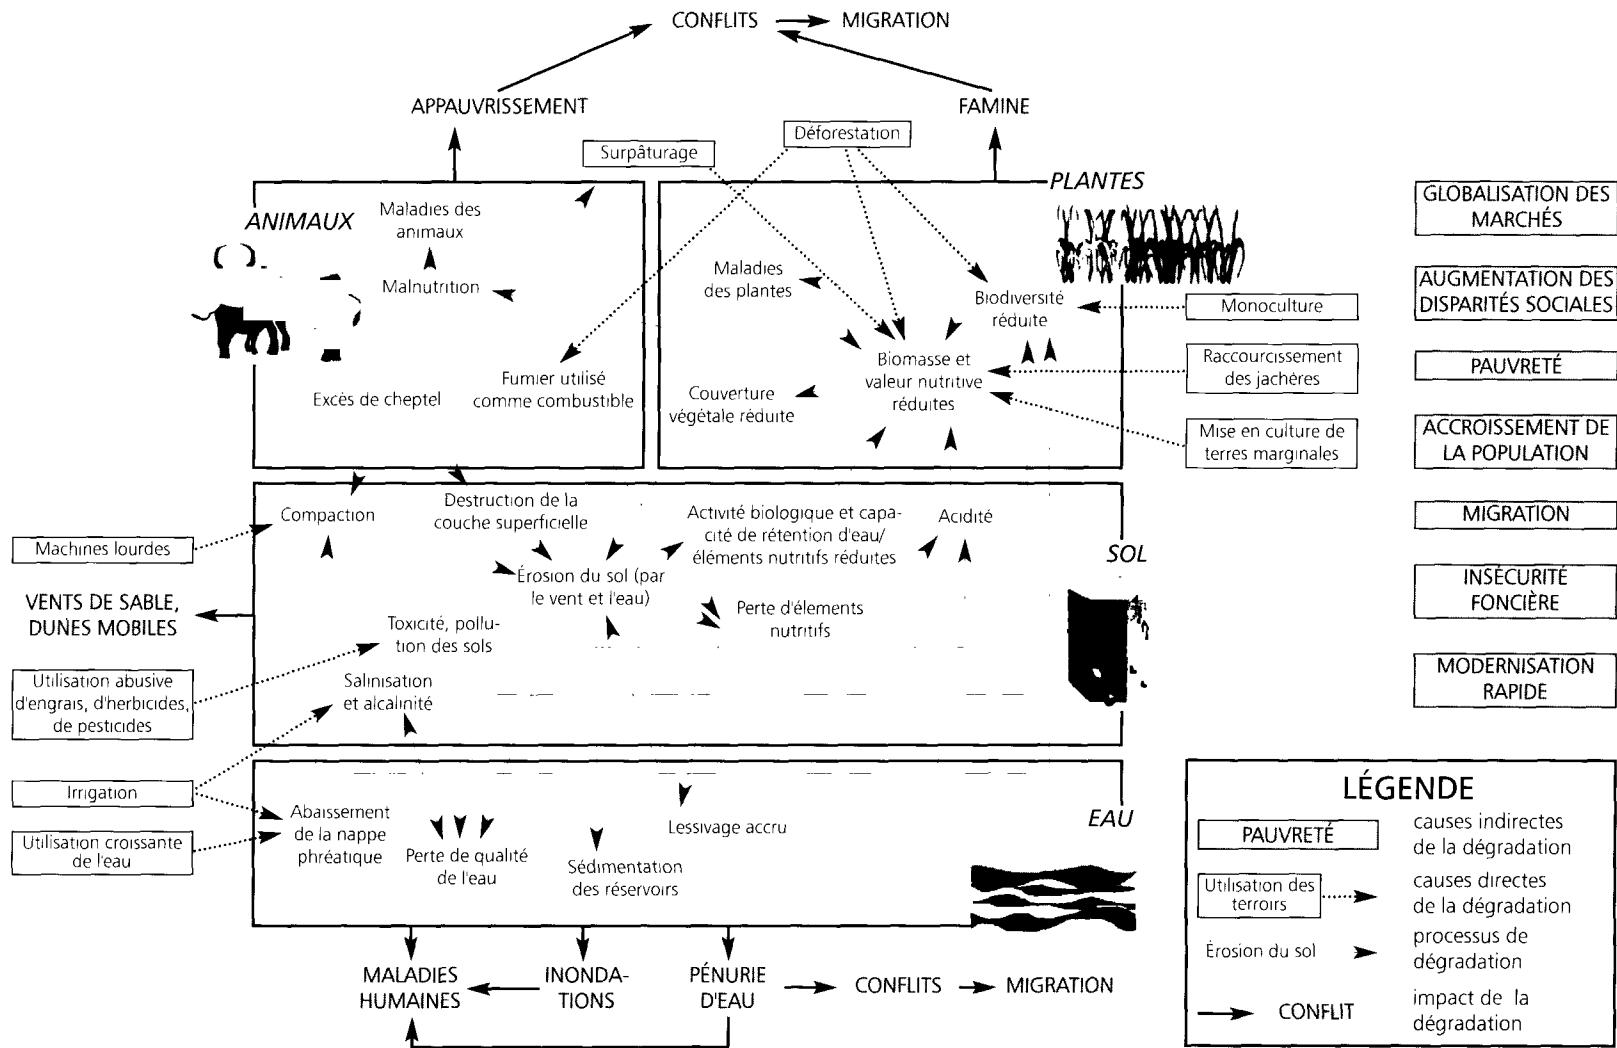 CONFLITS
MIGRATION
APPAUVRISSEMENT
FAMINE
Surpâturage
Déforestation
ANIMAUX
Maladies des
animaux
Malnutrition
Excès de cheptel
Fumier utilisé
comme combustible
PLANTES
Maladies
des plantes
Biodiversité
réduite
Biomasse et
valeur nutritive
réduites
Couverture
végétale réduite
Monoculture
Raccourcissement
des jachères
Mise en culture de
terres marginales
GLOBALISATION DES
MARCHÉS
AUGMENTATION DES
DISPARITÉS SOCIALES
PAUVRETÉ
ACCROISSEMENT DE
LA POPULATION
MIGRATION
INSÉCURITÉ
FONCIÈRE
MODERNISATION
RAPIDE
Machines lourdes
VENTS DE SABLE,
DUNES MOBILES
Utilisation abusive
d'engrais, d'herbicides,
de pesticides
Irrigation
Utilisation croissante
de l'eau
Compaction
Destruction de la
couche superficielle
Activité biologique et capa-
cité de rétention d'eau/
éléments nutritifs réduites
Acidité
SOL
Érosion du sol (par
le vent et l'eau)
Perte d'élements
nutritifs
Toxicité, pollu-
tion des sols
Salinisation
et alcalinité
Abaissement
de la nappe
phréatique
Perte de qualité
de l'eau
Sédimentation
des réservoirs
Lessivage accru
EAU
MALADIES
HUMAINES
INONDA-
TIONS
PÉNURIE
D'EAU
CONFLITS
MIGRATION
LÉGENDE
PAUVRETÉ
causes indirectes
de la dégradation
Utilisation des
terroirs
causes directes
de la dégradation
Érosion du sol
processus de
dégradation
CONFLIT
impact de la
dégradation